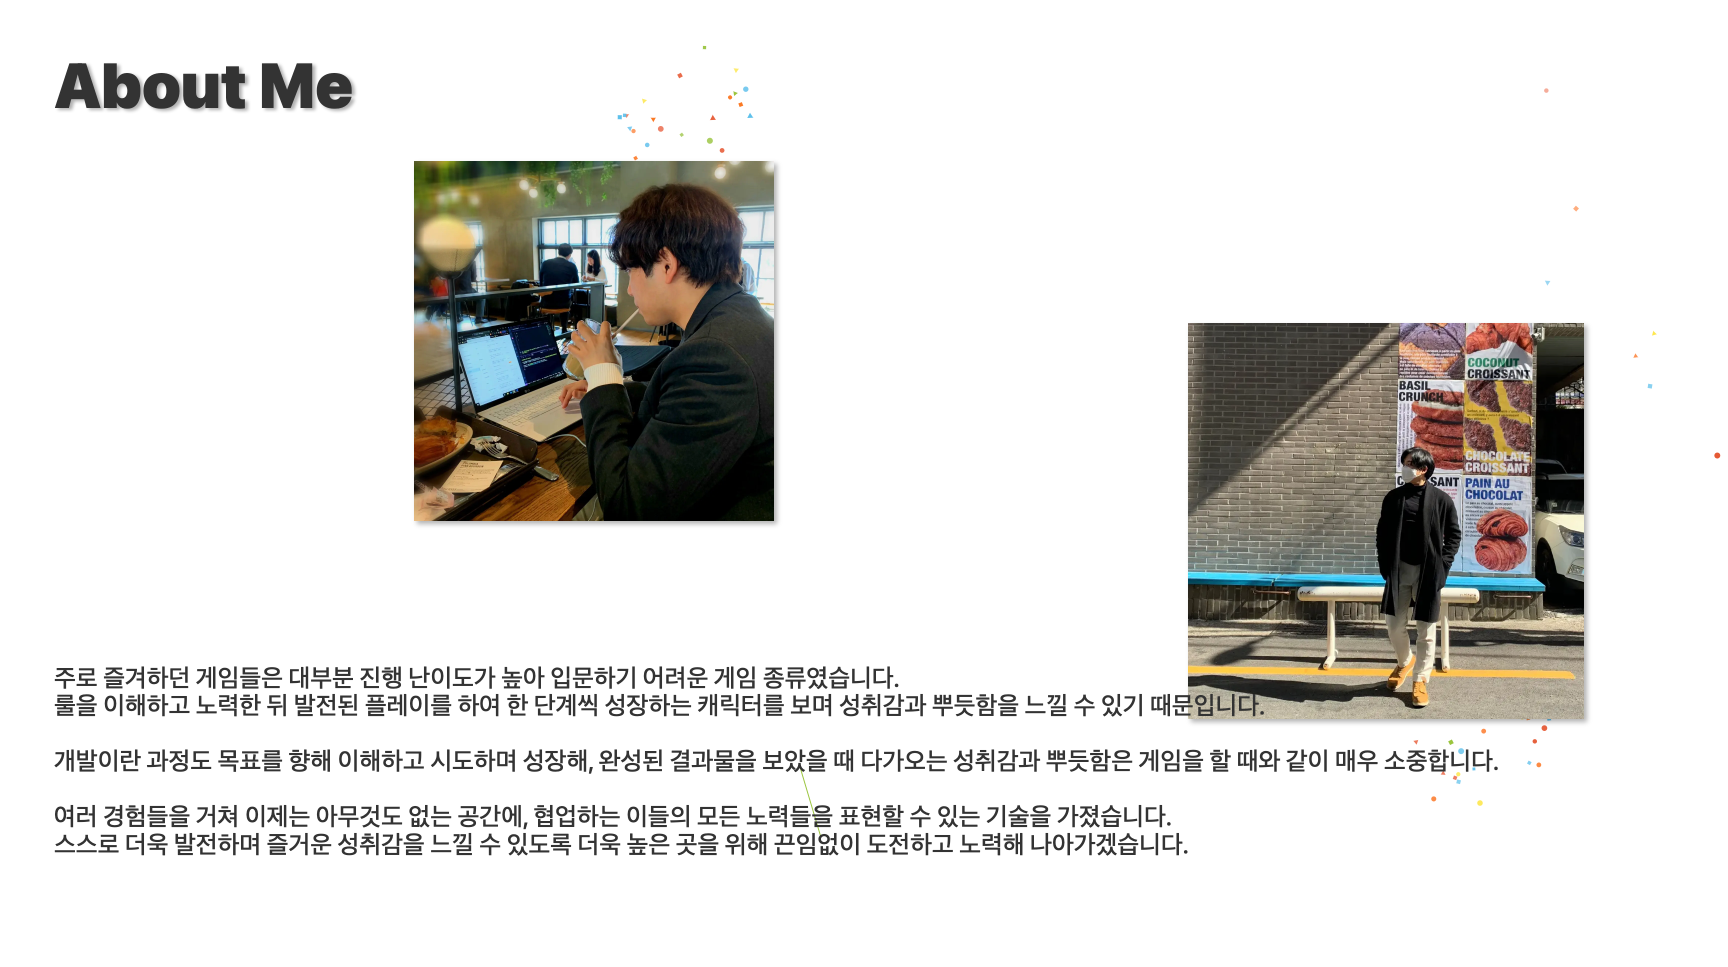 About Me
COCONUT
CROISSANT
BASIL
CRUNCH
CHOCOLATE
CROISSANT
PAIN AU
CHOCOLAT
주로 즐겨하던 게임들은 대부분 진행 난이도가 높아 입문하기 어려운 게임 종류였습니다.
룰을 이해하고 노력한 뒤 발전된 플레이를 하여 한 단계씩 성장하는 캐릭터를 보며 성취감과 뿌듯함을 느낄 수 있기 때문입니다.
개발이란 과정도 목표를 향해 이해하고 시도하며 성장해, 완성된 결과물을 보았을 때 다가오는 성취감과 뿌듯함은 게임을 할 때와 같이 매우 소중합니다.
여러 경험들을 거쳐 이제는 아무것도 없는 공간에, 협업하는 이들의 모든 노력들을 표현할 수 있는 기술을 가졌습니다.
스스로 더욱 발전하며 즐거운 성취감을 느낄 수 있도록 더욱 높은 곳을 위해 끈임없이 도전하고 노력해 나아가겠습니다.